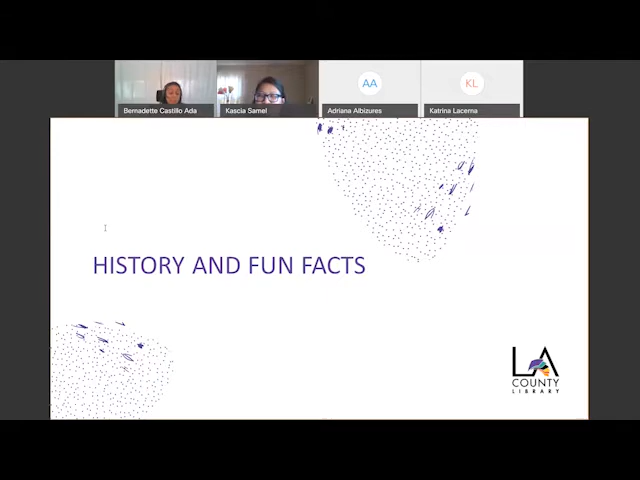 AA
KL
Bernadette Castillo Ada
Kascia Samel
Adriana Albizures
Katrina Lacerna
HISTORY AND FUN FACTS
LA
COUNTY
LIBRARY